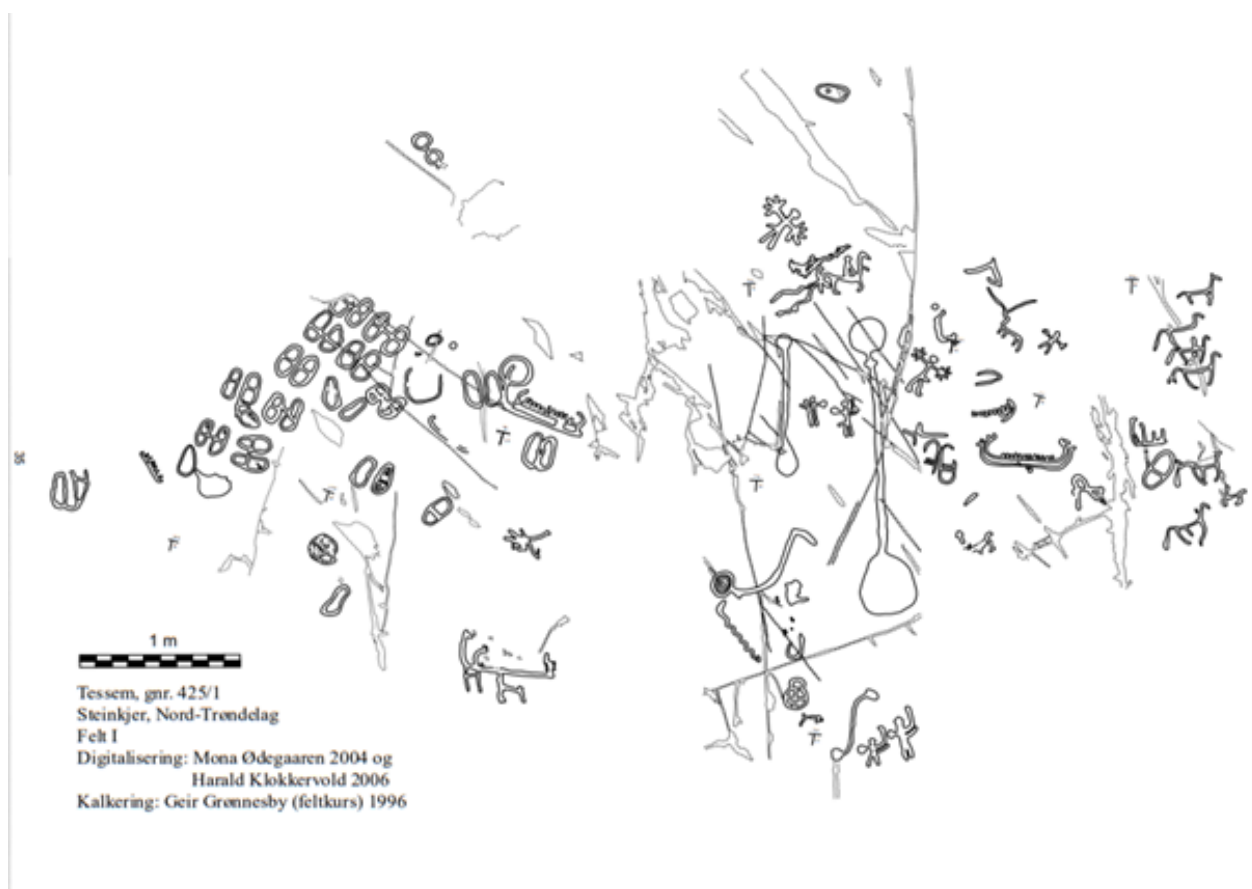 35
1 m
Tessem, gnr. 425/1
Steinkjer, Nord-Trøndelag
Felt I
Digitalisering: Mona Ødegaaren 2004 og
Harald Klokkervold 2006
Kalkering: Geir Grønnesby (feltkurs) 1996